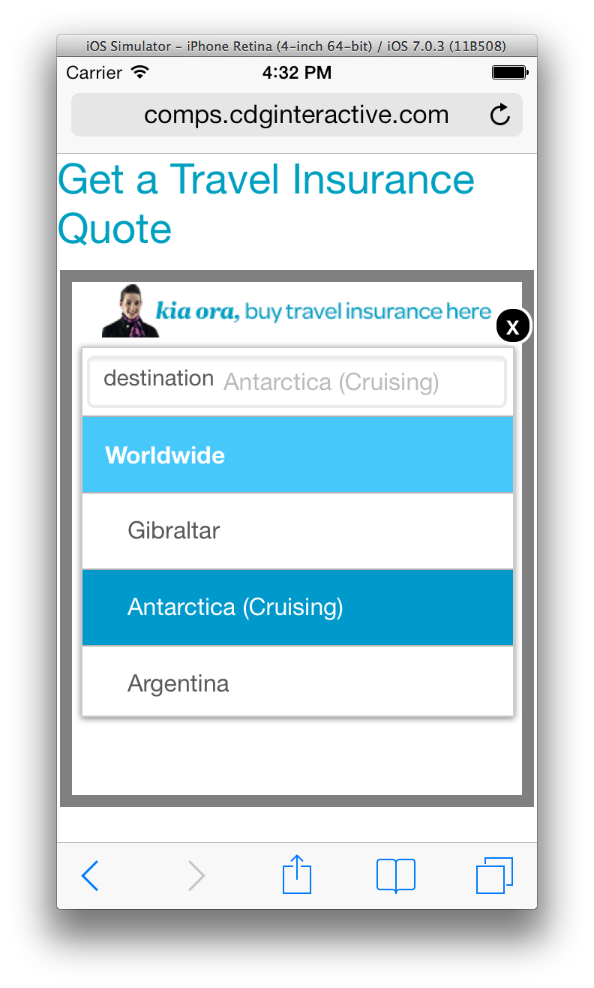 iOS Simulator – iPhone Retina (4-inch 64-bit) / iOS 7.0.3 (11B508)
Carrier 4:32 PM
comps.cdginteractive.com
Get a Travel Insurance
Quote
kia ora, buy travel insurance here
x
destination Antarctica (Cruising)
Worldwide
Gibraltar
Antarctica (Cruising)
Argentina